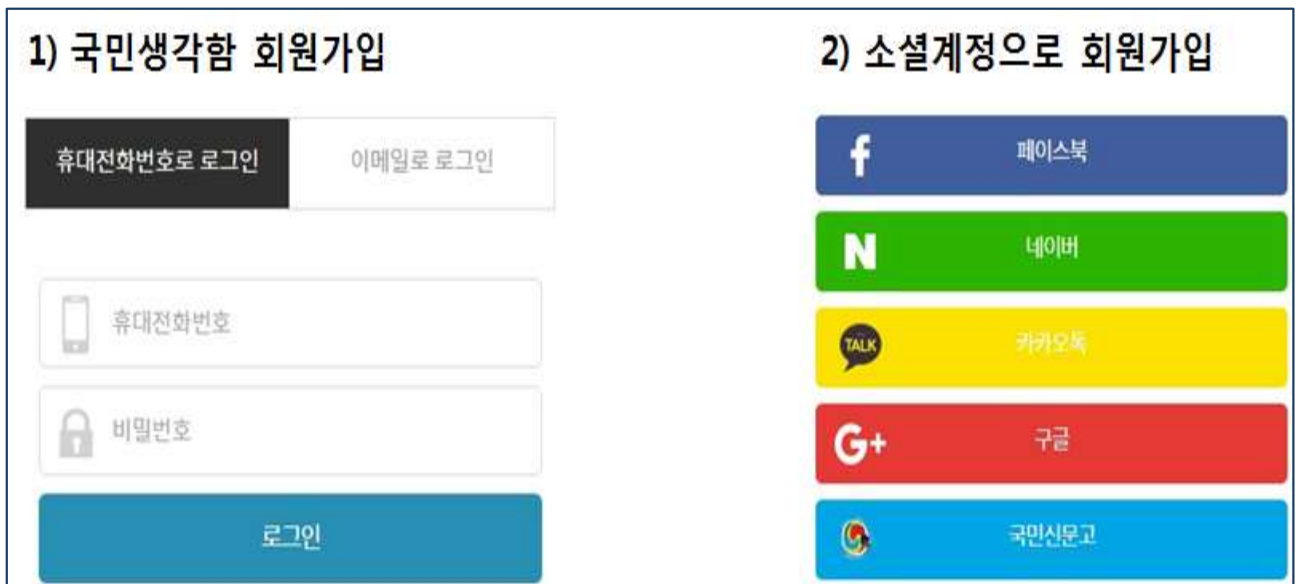 1) 국민생각함 회원가입
휴대전화번호로 로그인
이메일로 로그인
휴대전화번호
비밀번호
로그인
2) 소셜계정으로 회원가입
f 페이스북
N 네이버
TALK 카카오톡
G+ 구글
국민신문고